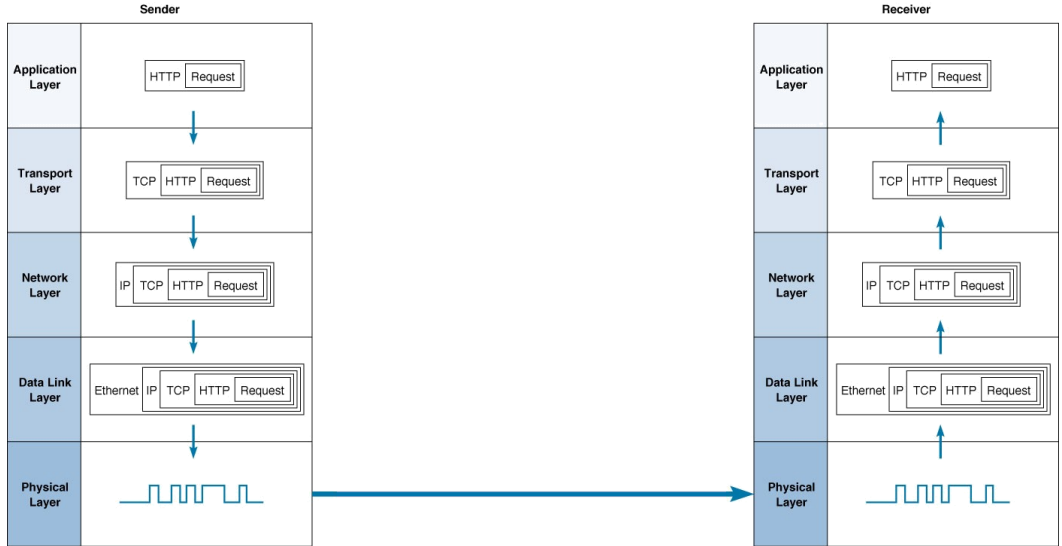 Sender
Application
Layer
HTTP Request
Transport
Layer
TCP HTTP Request
Network
Layer
IP TCP HTTP Request
Data Link
Layer
Ethernet IP TCP HTTP Request
Physical
Layer
Receiver
Application
Layer
HTTP Request
Transport
Layer
TCP HTTP Request
Network
Layer
IP TCP HTTP Request
Data Link
Layer
Ethernet IP TCP HTTP Request
Physical
Layer